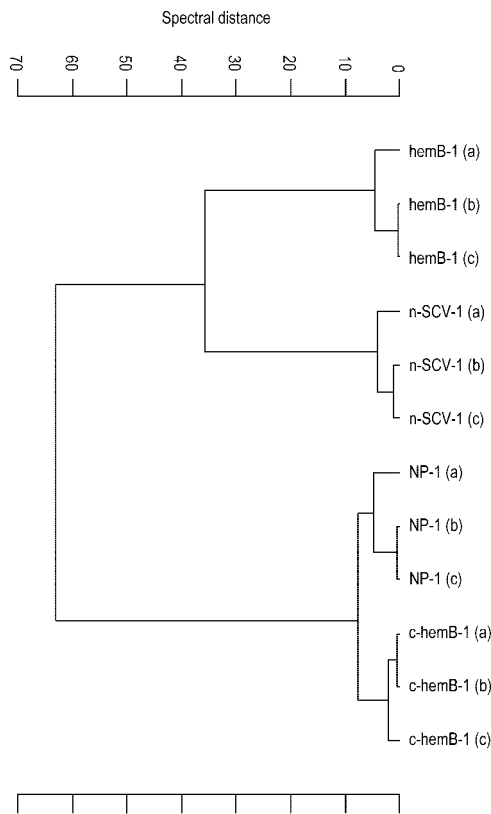 Spectral distance
70 60 50 40 30 20 10 0
hemB-1 (a)
hemB-1 (b)
hemB-1 (c)
n-SCV-1 (a)
n-SCV-1 (b)
n-SCV-1 (c)
NP-1 (a)
NP-1 (b)
NP-1 (c)
c-hemB-1 (a)
c-hemB-1 (b)
c-hemB-1 (c)